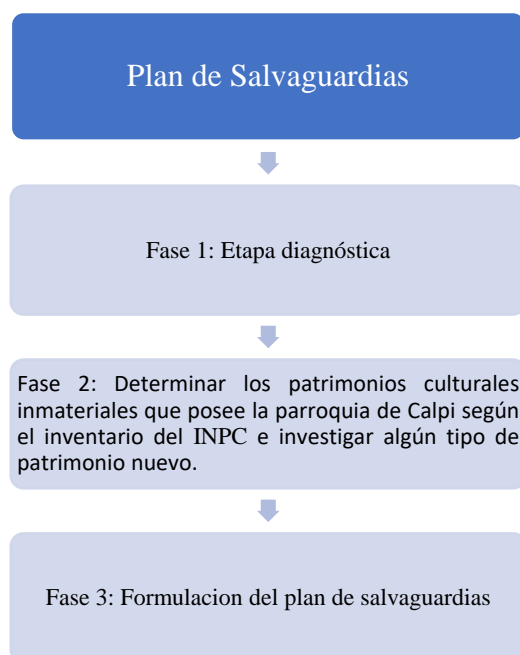 Plan de Salvaguardias
Fase 1: Etapa diagnóstica
Fase 2: Determinar los patrimonios culturales
inmateriales que posee la parroquia de Calpi según
el inventario del INPC e investigar algún tipo de
patrimonio nuevo.
Fase 3: Formulacion del plan de salvaguardias